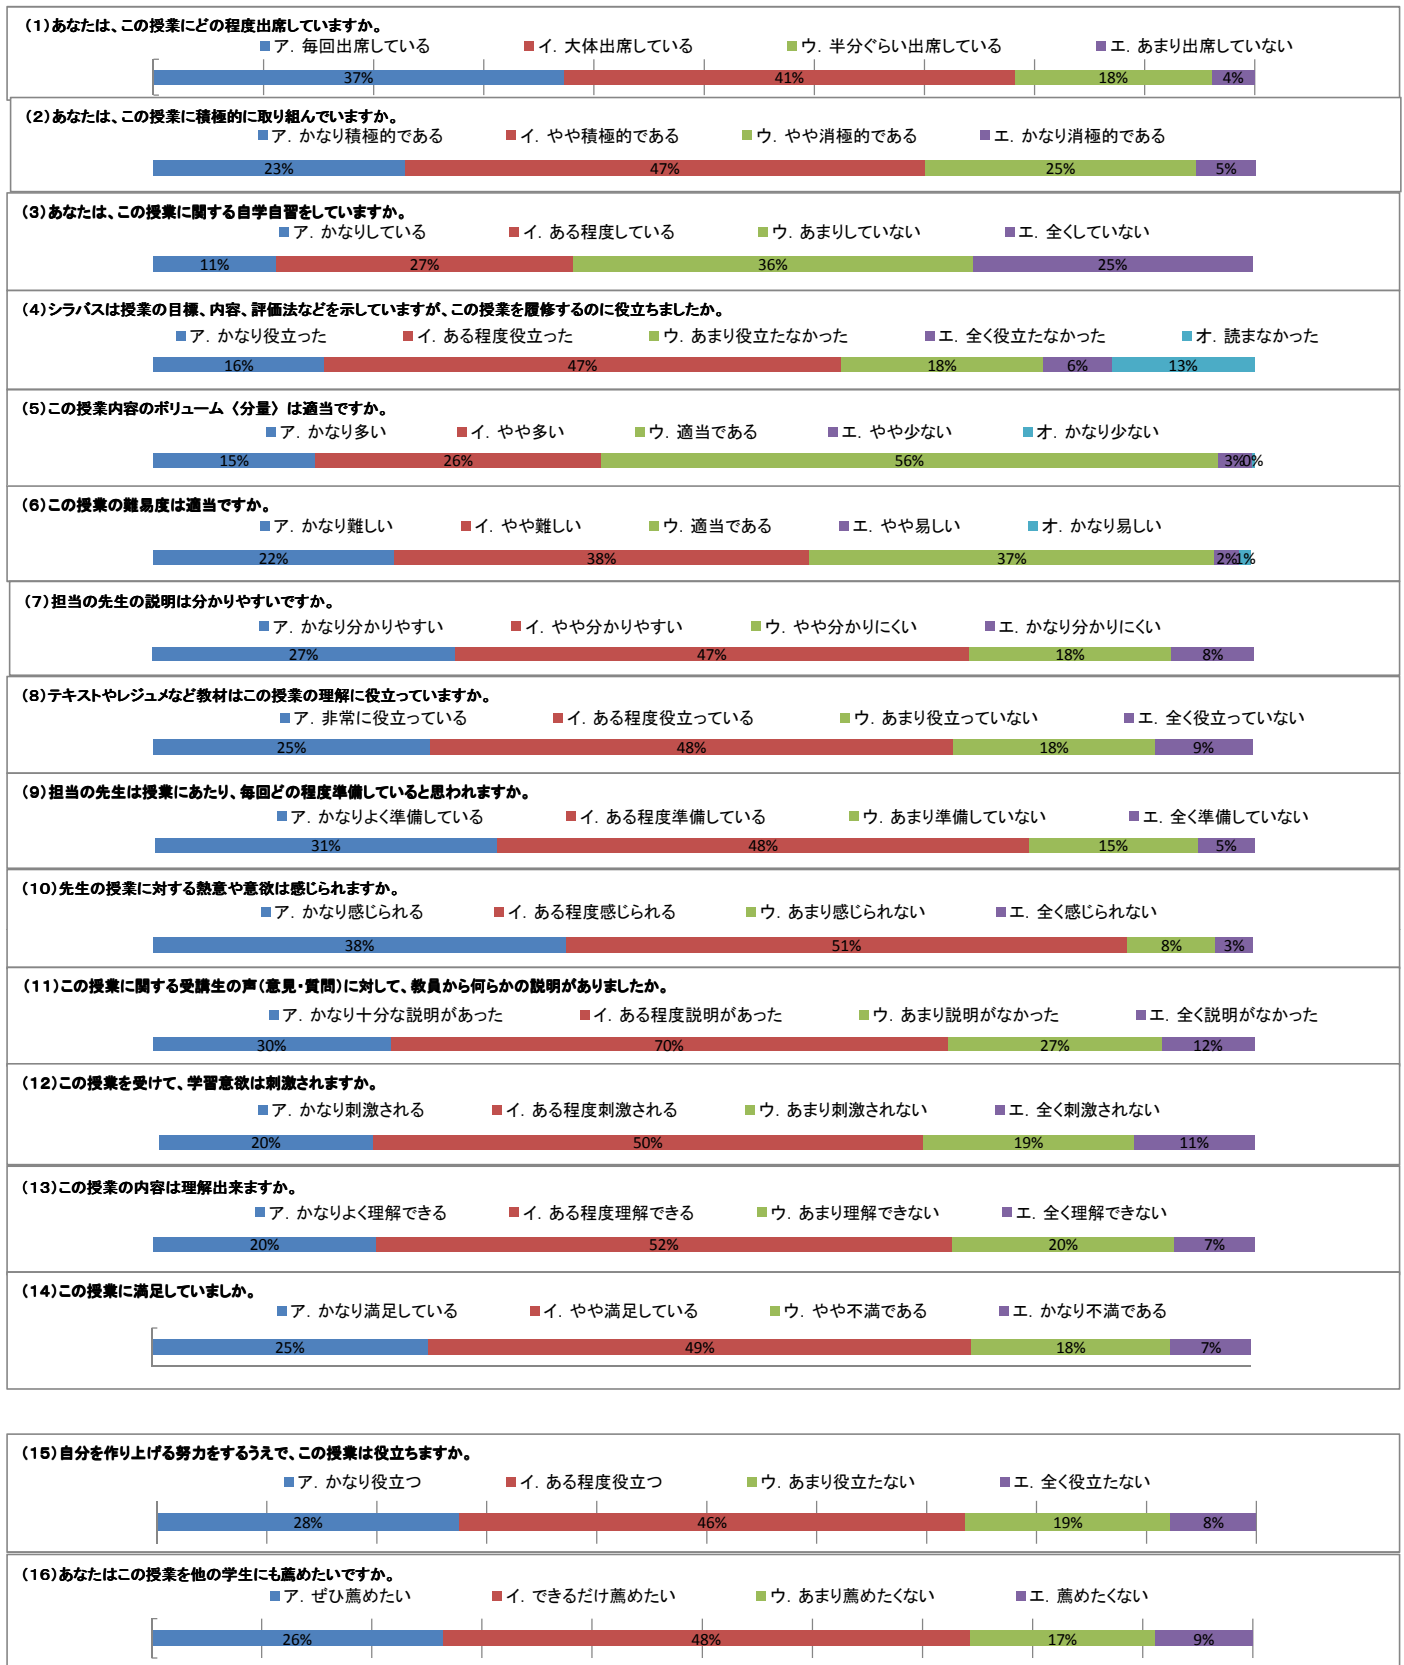 （1）あなたは、この授業にどの程度出席していますか。
ア．毎回出席している イ．大体出席している ウ．半分ぐらい出席している エ．あまり出席していない
37% 41% 18% 4%
（2）あなたは、この授業に積極的に取り組んでいますか。
ア．かなり積極的である イ．やや積極的である ウ．やや消極的である エ．かなり消極的である
23% 47% 25% 5%
（3）あなたは、この授業に関する自学自習をしていますか。
ア．かなりしている イ．ある程度している ウ．あまりしていない エ．全くしていない
11% 27% 36% 25%
（4）シラバスは授業の目標、内容、評価法などを示していますが、この授業を履修するのに役立ちましたか。
ア．かなり役立った イ．ある程度役立った ウ．あまり役立たなかった エ．全く役立たなかった オ．読まなかった
16% 47% 18% 6% 13%
（5）この授業内容のボリューム〈分量〉は適当ですか。
ア．かなり多い イ．やや多い ウ．適当である エ．やや少ない オ．かなり少ない
15% 26% 56% 3% 0%
（6）この授業の難易度は適当ですか。
ア．かなり難しい イ．やや難しい ウ．適当である エ．やや易しい オ．かなり易しい
22% 38% 37% 2% 1%
（7）担当の先生の説明は分かりやすいですか。
ア．かなり分かりやすい イ．やや分かりやすい ウ．やや分かりにくい エ．かなり分かりにくい
27% 47% 18% 8%
（8）テキストやレジュメなど教材はこの授業の理解に役立っていますか。
ア．非常に役立っている イ．ある程度役立っている ウ．あまり役立っていない エ．全く役立っていない
25% 48% 18% 9%
（9）担当の先生は授業にあたり、毎回どの程度準備していると思われますか。
ア．かなりよく準備している イ．ある程度準備している ウ．あまり準備していない エ．全く準備していない
31% 48% 15% 5%
（10）先生の授業に対する熱意や意欲は感じられますか。
ア．かなり感じられる イ．ある程度感じられる ウ．あまり感じられない エ．全く感じられない
38% 51% 8% 3%
（11）この授業に関する受講生の声（意見・質問）に対して、教員から何らかの説明がありましたか。
ア．かなり十分な説明があった イ．ある程度説明があった ウ．あまり説明がなかった エ．全く説明がなかった
30% 70% 27% 12%
（12）この授業を受けて、学習意欲は刺激されますか。
ア．かなり刺激される イ．ある程度刺激される ウ．あまり刺激されない エ．全く刺激されない
20% 50% 19% 11%
（13）この授業の内容は理解出来ますか。
ア．かなりよく理解できる イ．ある程度理解できる ウ．あまり理解できない エ．全く理解できない
20% 52% 20% 7%
（14）この授業に満足していましか。
ア．かなり満足している イ．やや満足している ウ．やや不満である エ．かなり不満である
25% 49% 18% 7%
（15）自分を作り上げる努力をするうえで、この授業は役立ちますか。
ア．かなり役立つ イ．ある程度役立つ ウ．あまり役立たない エ．全く役立たない
28% 46% 19% 8%
（16）あなたはこの授業を他の学生にも薦めたいですか。
ア．ぜひ薦めたい イ．できるだけ薦めたい ウ．あまり薦めたくない エ．薦めたくない
26% 48% 17% 9%